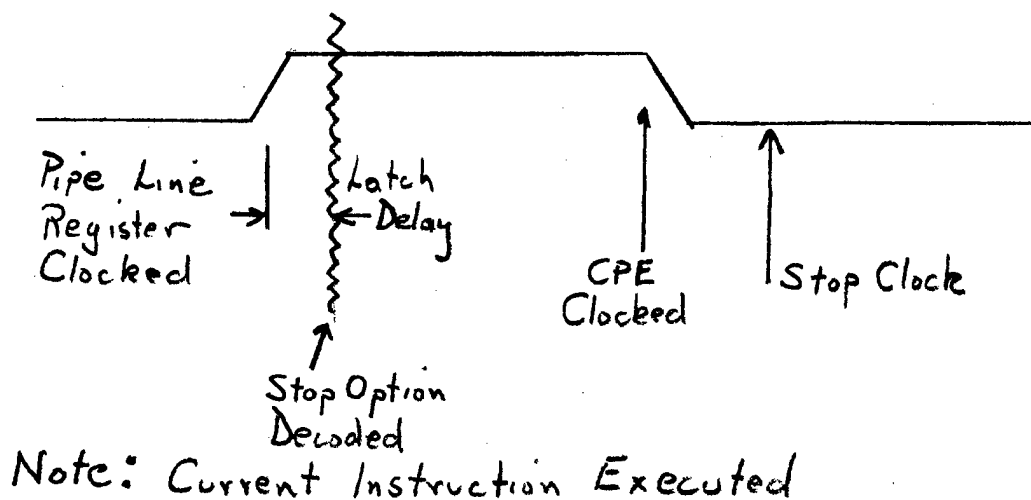 Pipe Line
Register
Clocked
Latch
Delay
CPE
Clocked
Stop Clock
Stop Option
Decoded
Note: Current Instruction Executed